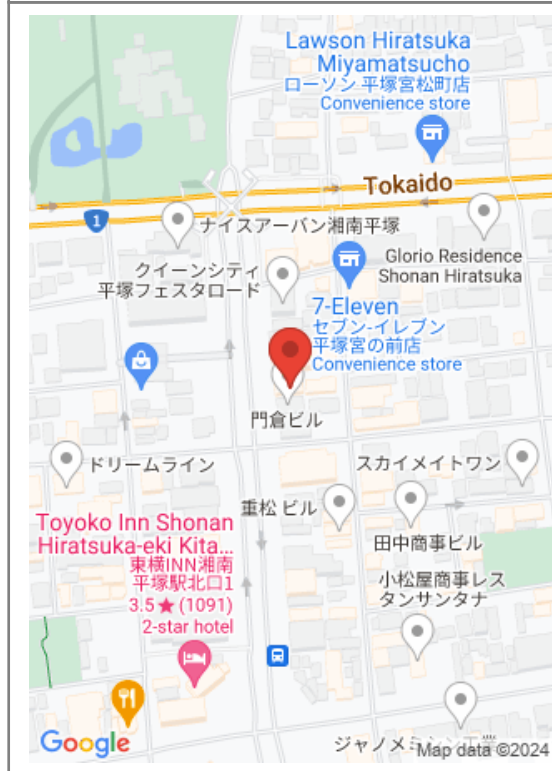 Lawson Hiratsuka
Miyamatsucho
ローソン 平塚宮松町店
Convenience store
Tokaido
1
ナイスアーバン湘南平塚
Glorio Residence
Shonan Hiratsuka
クイーンシティ
平塚フェスタロード
7-Eleven
セブン-イレブン
平塚宮の前店
Convenience store
門倉ビル
ドリームライン
スカイメイトワン
重松 ビル
田中商事ビル
Toyoko Inn Shonan
Hiratsuka-eki Kita...
東横INN湘南
平塚駅北口1
3.5★ (1091)
2-star hotel
小松屋商事レス
タンサンタナ
ジャノメミシン
Google
Map data ©2024